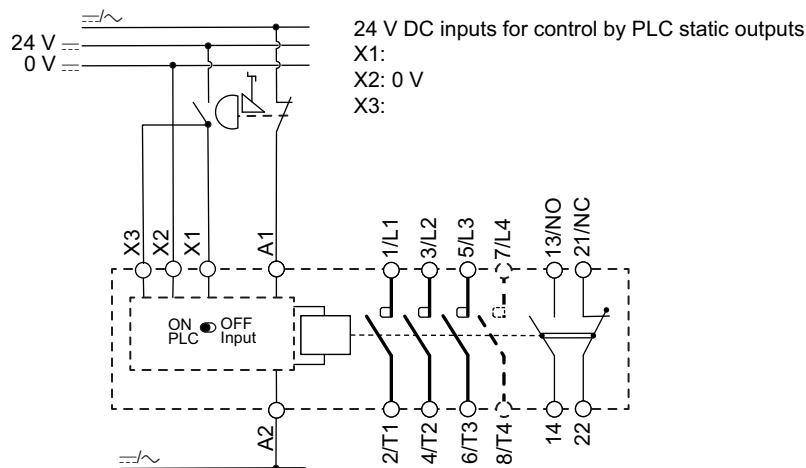 24 V
0 V
24 V DC inputs for control by PLC static outputs
X1:
X2: 0 V
X3:
X3
X2
X1
A1
1/L1
3/L2
5/L3
7/L4
13/NO
21/NC
ON OFF
PLC Input
A2
2/T1
4/T2
6/T3
8/T4
14
22